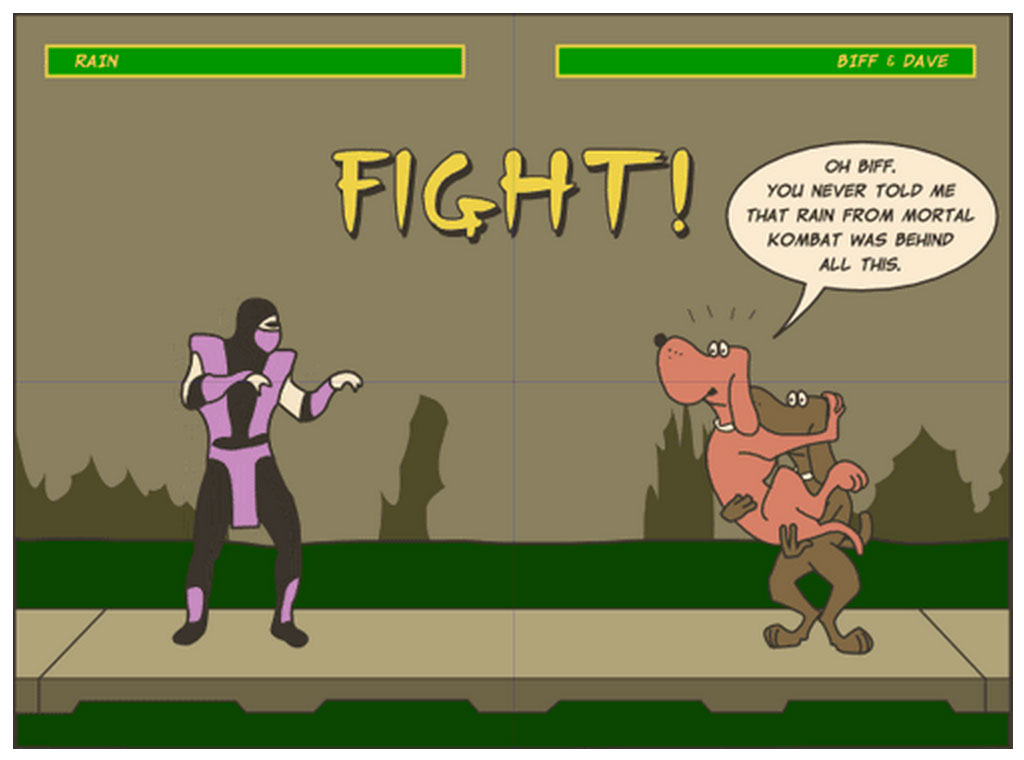 RAIN
BIFF & DAVE
FIGHT!
OH BIFF.
YOU NEVER TOLD ME
THAT RAIN FROM MORTAL
KOMBAT WAS BEHIND
ALL THIS.